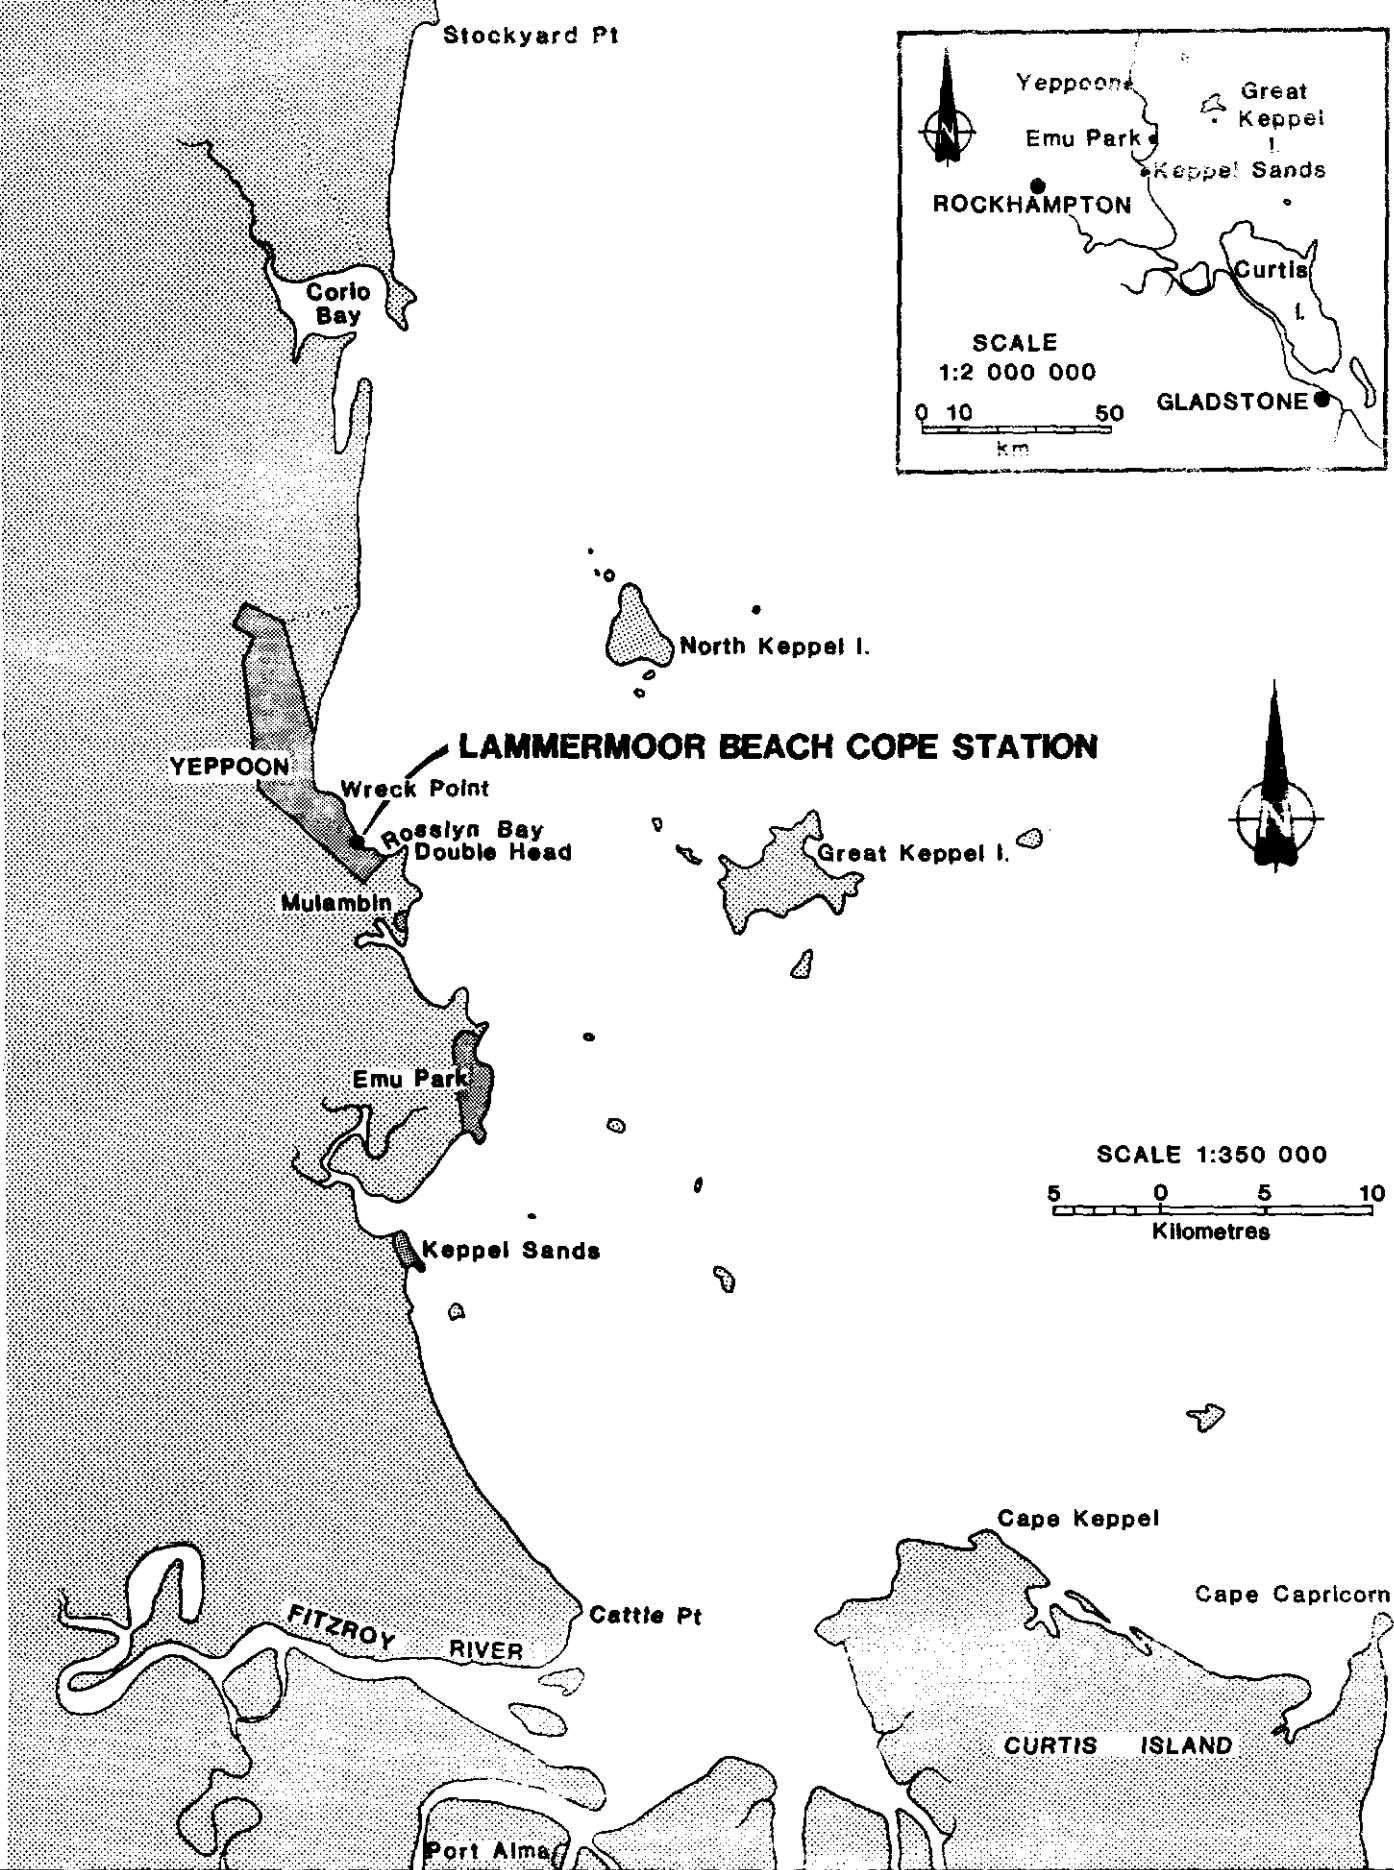 Stockyard Pt
Yeppoon
Great
Keppel
I.
Emu Park
Keppel Sands
ROCKHAMPTON
Curtis
I.
SCALE
1:2 000 000
0 10 50
km
GLADSTONE
N
Corio
Bay
North Keppel I.
LAMMERMOOR BEACH COPE STATION
YEPPOON
Wreck Point
Rosslyn Bay
Double Head
Great Keppel I.
N
Mulambin
Emu Park
SCALE 1:350 000
5 0 5 10
Kilometres
Keppel Sands
Cape Keppel
Cape Capricorn
Cattle Pt
FITZROY RIVER
CURTIS ISLAND
Port Alma